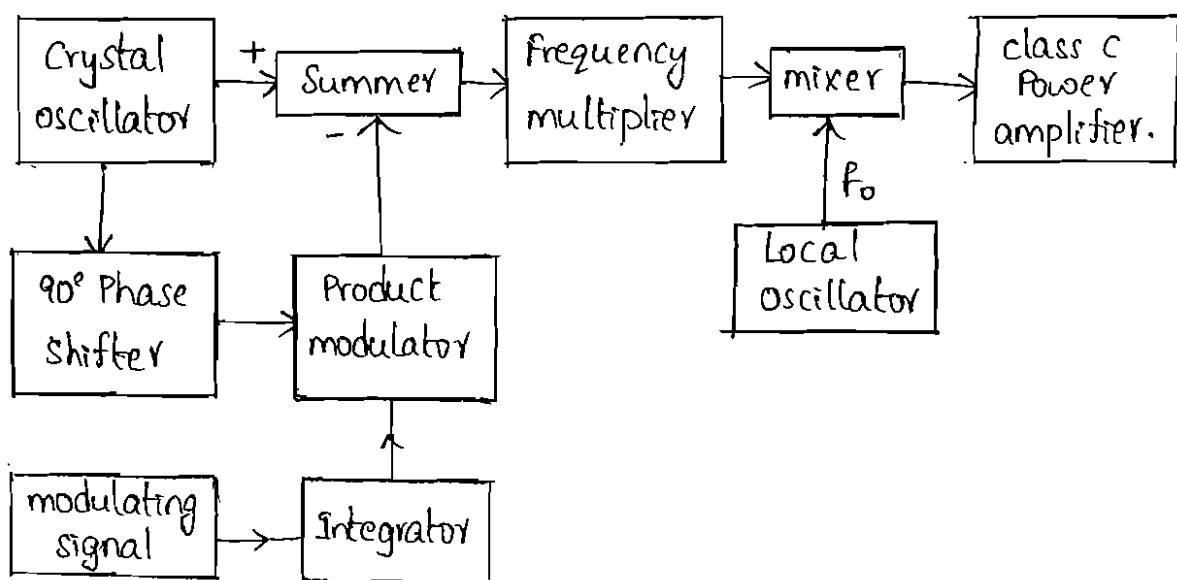 Crystal
oscillator
+
Summer
-
Frequency
multiplier
mixer
class C
Power
amplifier.
fo
Local
oscillator
90° Phase
shifter
Product
modulator
modulating
signal
Integrator